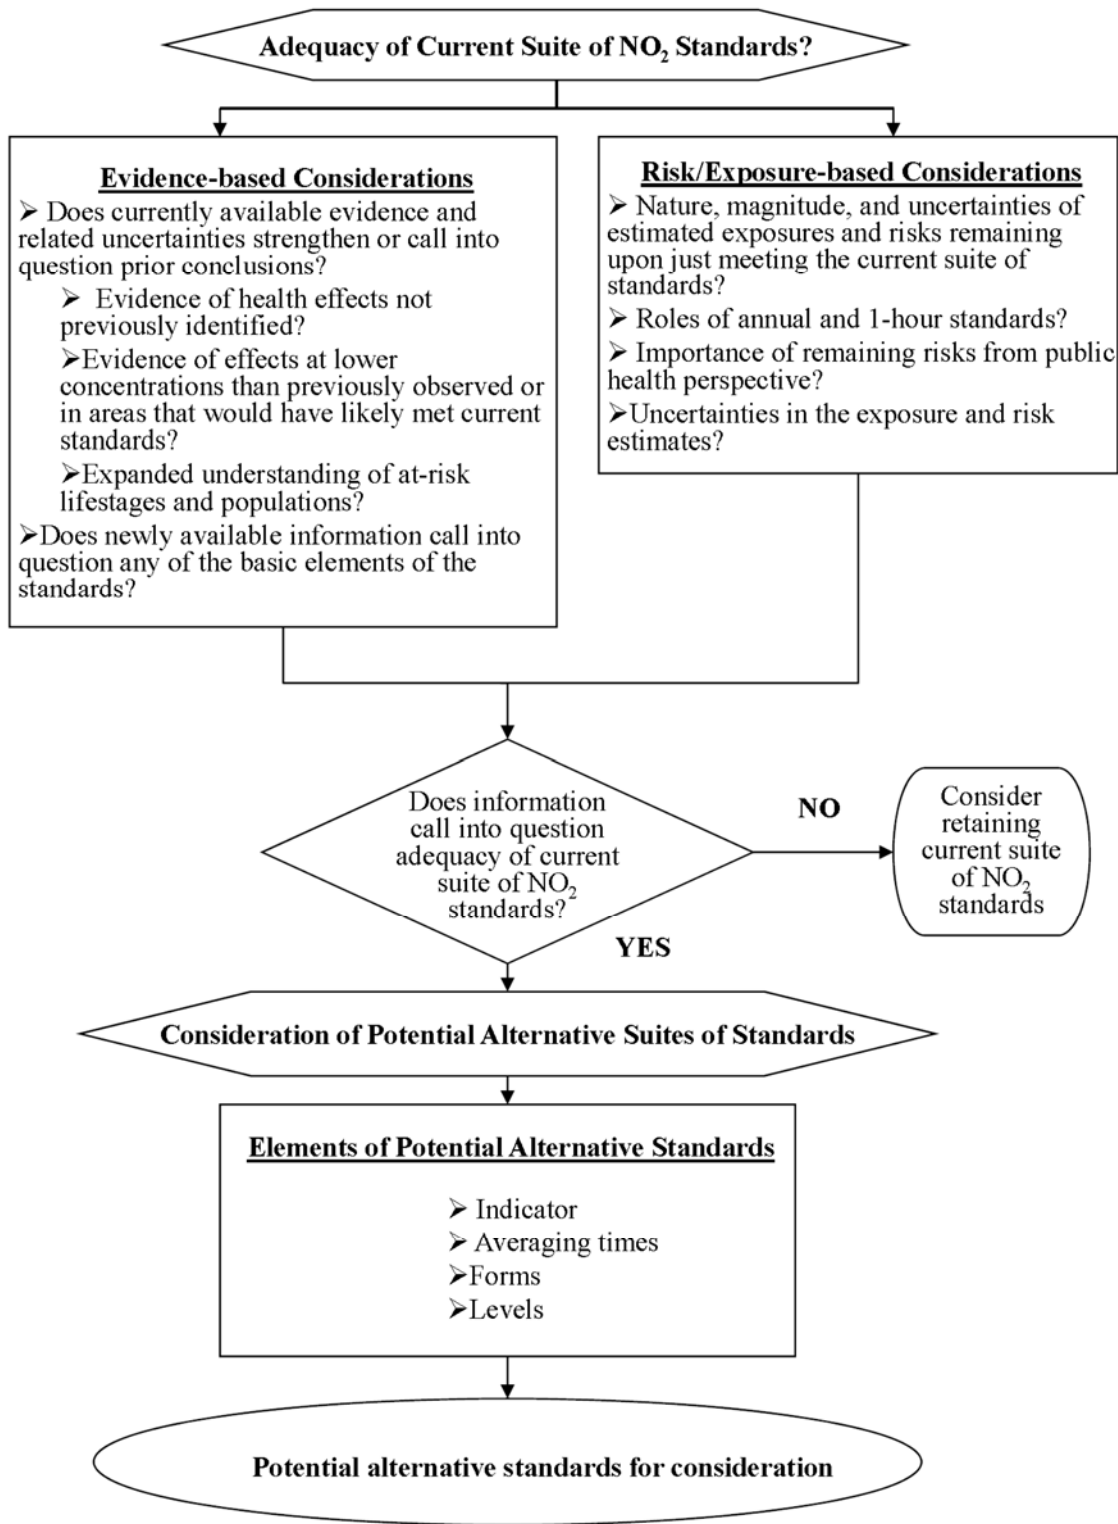 Adequacy of Current Suite of NO₂ Standards?
Evidence-based Considerations
➤ Does currently available evidence and
related uncertainties strengthen or call into
question prior conclusions?
➤ Evidence of health effects not
previously identified?
➤Evidence of effects at lower
concentrations than previously observed or
in areas that would have likely met current
standards?
➤Expanded understanding of at-risk
lifestages and populations?
➤Does newly available information call into
question any of the basic elements of the
standards?
Risk/Exposure-based Considerations
➤ Nature, magnitude, and uncertainties of
estimated exposures and risks remaining
upon just meeting the current suite of
standards?
➤ Roles of annual and 1-hour standards?
➤ Importance of remaining risks from public
health perspective?
➤Uncertainties in the exposure and risk
estimates?
Does information
call into question
adequacy of current
suite of NO₂
standards?
NO
Consider
retaining
current suite
of NO₂
standards
YES
Consideration of Potential Alternative Suites of Standards
Elements of Potential Alternative Standards
➤ Indicator
➤ Averaging times
➤Forms
➤Levels
Potential alternative standards for consideration